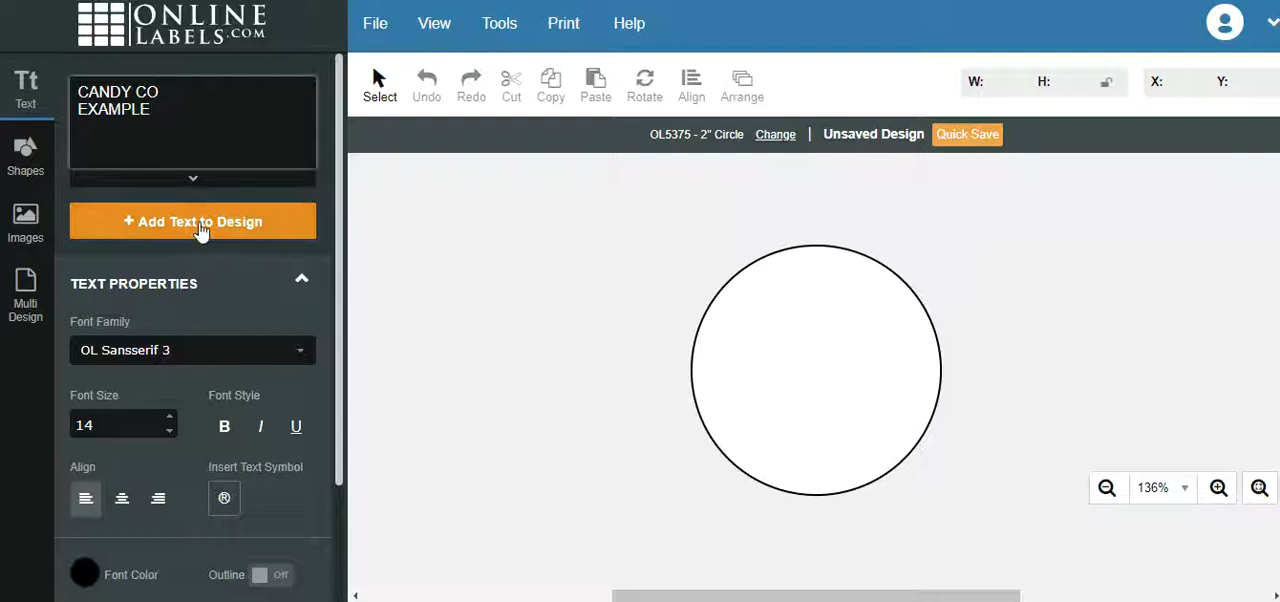 ONLINE
LABELS.COM
File View Tools Print Help
Tt
Text
Shapes
Images
Multi
Design
CANDY CO
EXAMPLE
+ Add Text to Design
TEXT PROPERTIES
Font Family
OL Sansserif 3
Font Size Font Style
14 B I U
Align Insert Text Symbol
®
Font Color Outline Off
Select Undo Redo Cut Copy Paste Rotate Align Arrange W: H: X: Y:
OL5375 - 2" Circle Change | Unsaved Design Quick Save
136%